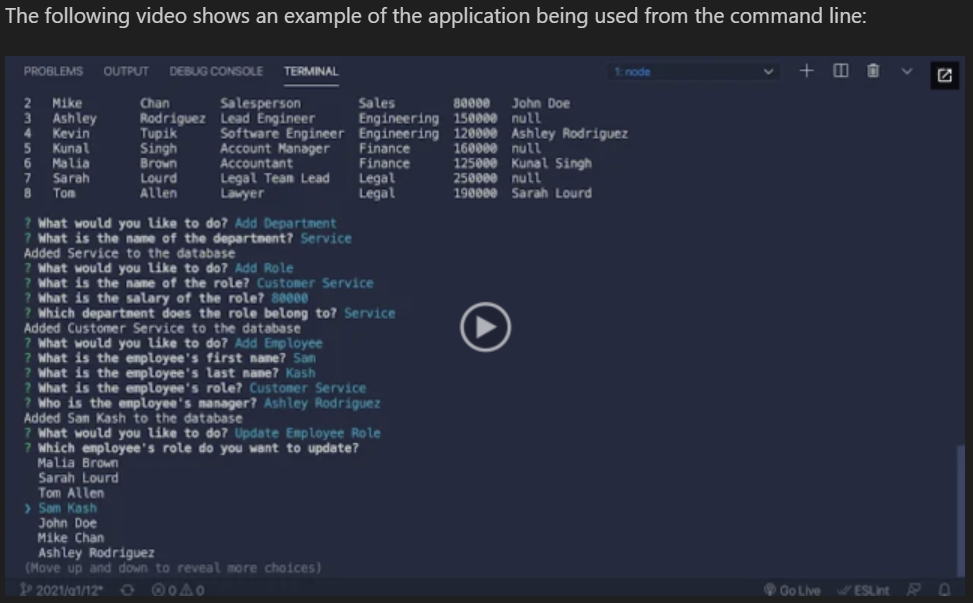 The following video shows an example of the application being used from the command line:
PROBLEMS OUTPUT DEBUG CONSOLE TERMINAL 1: node
2 Mike Chan Salesperson Sales 80000 John Doe
3 Ashley Rodriguez Lead Engineer Engineering 150000 null
4 Kevin Tupik Software Engineer Engineering 120000 Ashley Rodriguez
5 Kunal Singh Account Manager Finance 160000 null
6 Malia Brown Accountant Finance 125000 Kunal Singh
7 Sarah Lourd Legal Team Lead Legal 250000 null
8 Tom Allen Lawyer Legal 190000 Sarah Lourd
? What would you like to do? Add Department
? What is the name of the department? Service
Added Service to the database
? What would you like to do? Add Role
? What is the name of the role? Customer Service
? What is the salary of the role? 80000
? Which department does the role belong to? Service
Added Customer Service to the database
? What would you like to do? Add Employee
? What is the employee's first name? Sam
? What is the employee's last name? Kash
? What is the employee's role? Customer Service
? Who is the employee's manager? Ashley Rodriguez
Added Sam Kash to the database
? What would you like to do? Update Employee Role
? Which employee's role do you want to update?
Malia Brown
Sarah Lourd
Tom Allen
❯ Sam Kash
John Doe
Mike Chan
Ashley Rodriguez
(Move up and down to reveal more choices)
2021/q1/12* 0 0 Go Live ESLint